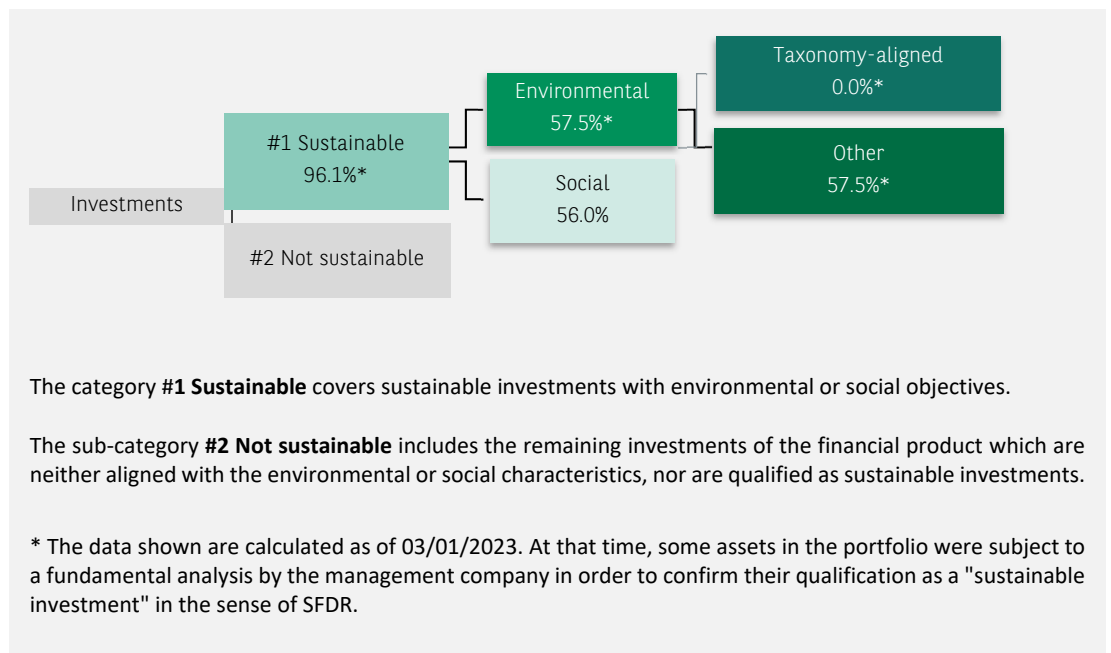 Taxonomy-aligned
0.0%*
Environmental
57.5%*
#1 Sustainable
96.1%*
Other
57.5%*
Social
56.0%
Investments
#2 Not sustainable
The category #1 Sustainable covers sustainable investments with environmental or social objectives.
The sub-category #2 Not sustainable includes the remaining investments of the financial product which are
neither aligned with the environmental or social characteristics, nor are qualified as sustainable investments.
* The data shown are calculated as of 03/01/2023. At that time, some assets in the portfolio were subject to
a fundamental analysis by the management company in order to confirm their qualification as a "sustainable
investment" in the sense of SFDR.